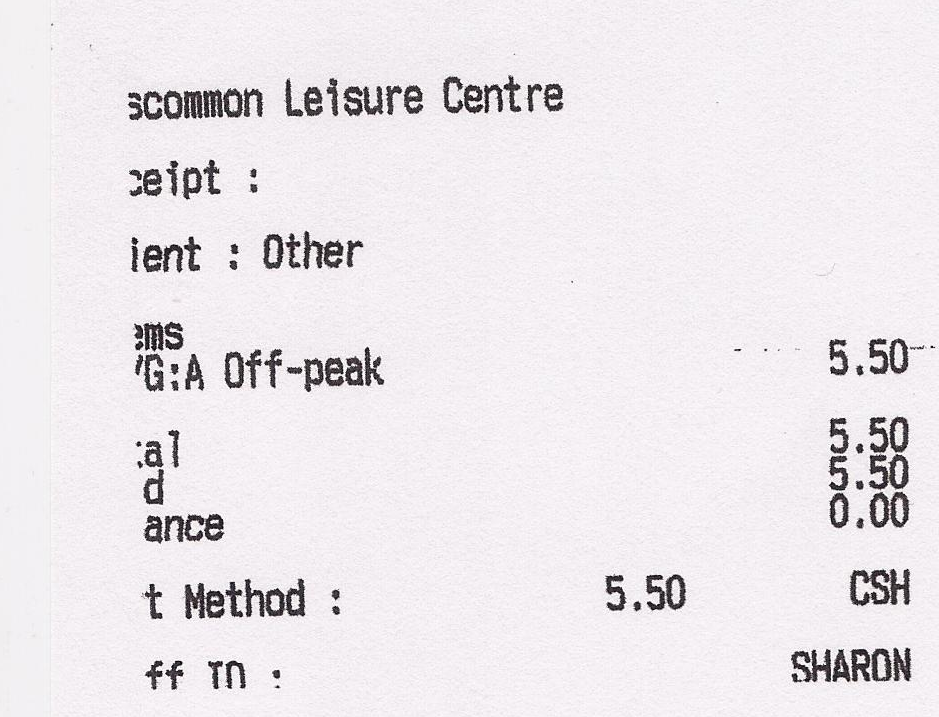 scommon Leisure Centre
ceipt :
ient : Other
ems
/G:A Off-peak 5.50
tal 5.50
d 5.50
ance 0.00
t Method : 5.50 CSH
ff ID : SHARON